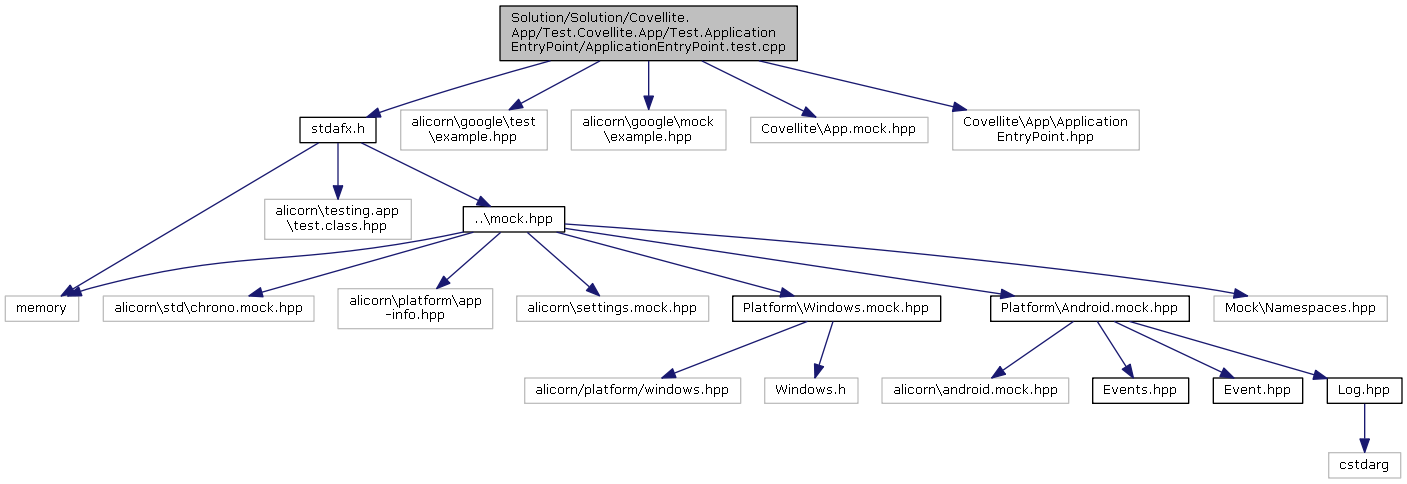 Solution/Solution/Covellite.
App/Test.Covellite.App/Test.Application
EntryPoint/ApplicationEntryPoint.test.cpp
stdafx.h
alicorn\google\test
\example.hpp
alicorn\google\mock
\example.hpp
Covellite\App.mock.hpp
Covellite\App\Application
EntryPoint.hpp
alicorn\testing.app
\test.class.hpp
..\mock.hpp
memory
alicorn\std\chrono.mock.hpp
alicorn\platform\app
-info.hpp
alicorn\settings.mock.hpp
Platform\Windows.mock.hpp
Platform\Android.mock.hpp
Mock\Namespaces.hpp
alicorn/platform/windows.hpp
Windows.h
alicorn\android.mock.hpp
Events.hpp
Event.hpp
Log.hpp
cstdarg